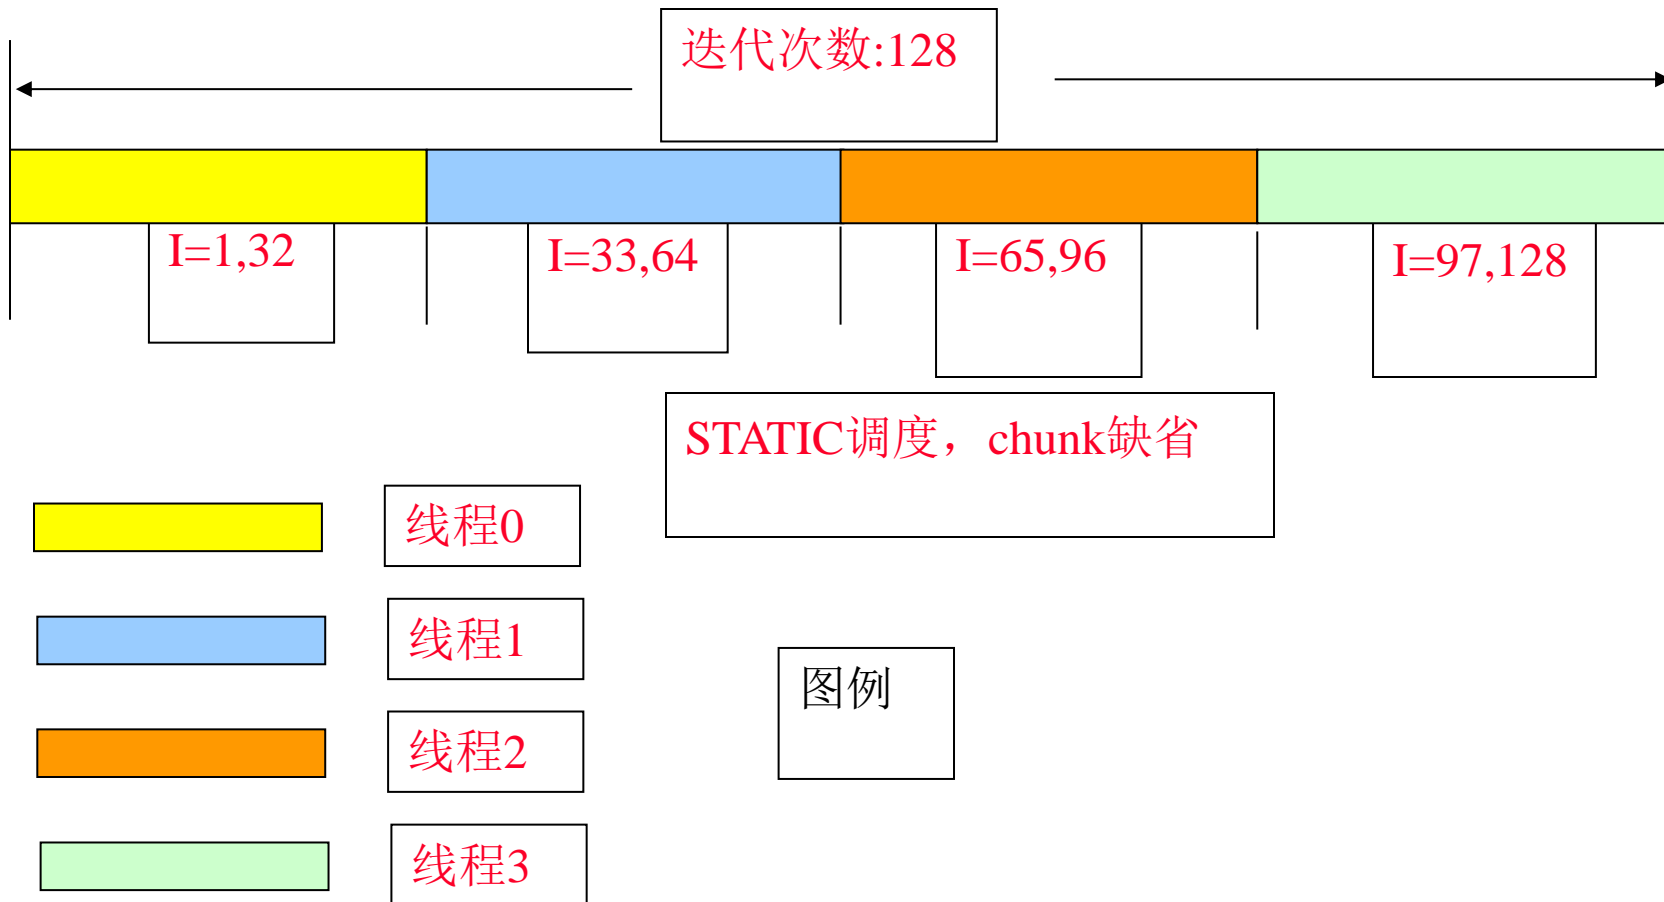 迭代次数:128
I=1,32
I=33,64
I=65,96
I=97,128
STATIC调度，chunk缺省
线程0
线程1
图例
线程2
线程3